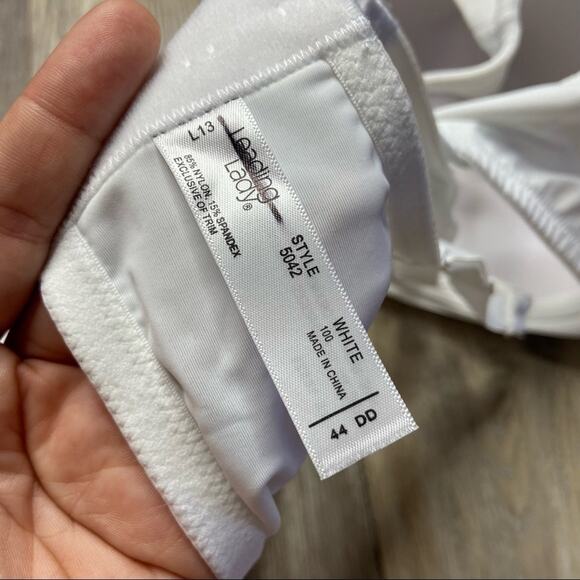 L13
Leading
Lady®
85% NYLON, 15% SPANDEX
EXCLUSIVE OF TRIM
STYLE
5042
WHITE
100
MADE IN CHINA
44 DD